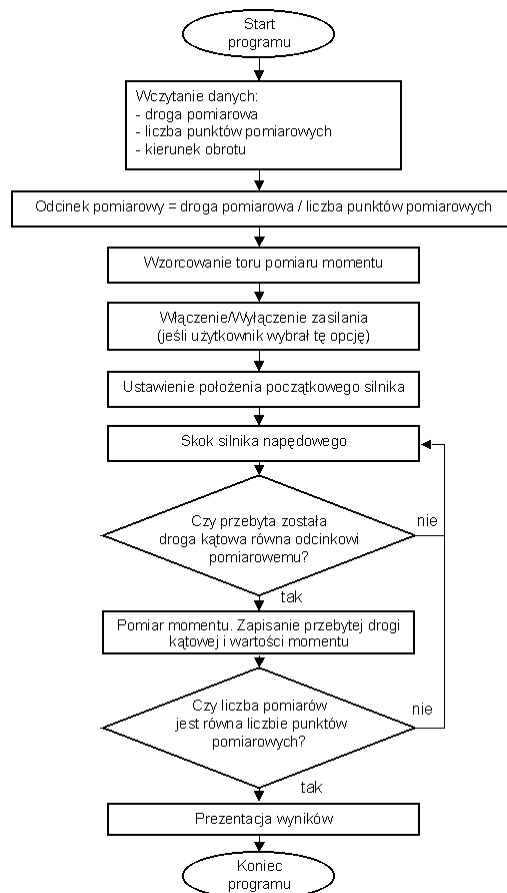 Start
programu
Wczytanie danych:
- droga pomiarowa
- liczba punktów pomiarowych
- kierunek obrotu
Odcinek pomiarowy = droga pomiarowa / liczba punktów pomiarowych
Wzorcowanie toru pomiaru momentu
Włączenie/Wyłączenie zasilania
(jeśli użytkownik wybrał tę opcję)
Ustawienie położenia początkowego silnika
Skok silnika napędowego
Czy przebyta została
droga kątowa równa odcinkowi
pomiarowemu?
nie
tak
Pomiar momentu. Zapisanie przebytej drogi
kątowej i wartości momentu
Czy liczba pomiarów
jest równa liczbie punktów
pomiarowych?
nie
tak
Prezentacja wyników
Koniec
programu